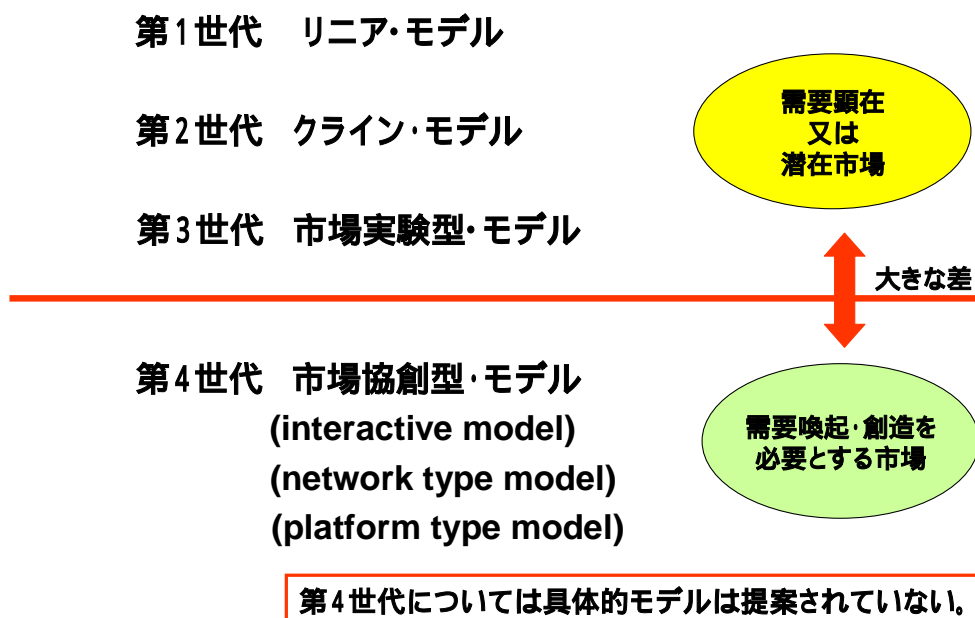 第1世代　リニア・モデル
需要顕在
又は
潜在市場
第2世代　クライン・モデル
第3世代　市場実験型・モデル
大きな差
第4世代　市場協創型・モデル
(interactive model)
(network type model)
(platform type model)
需要喚起・創造を
必要とする市場
第4世代については具体的モデルは提案されていない。